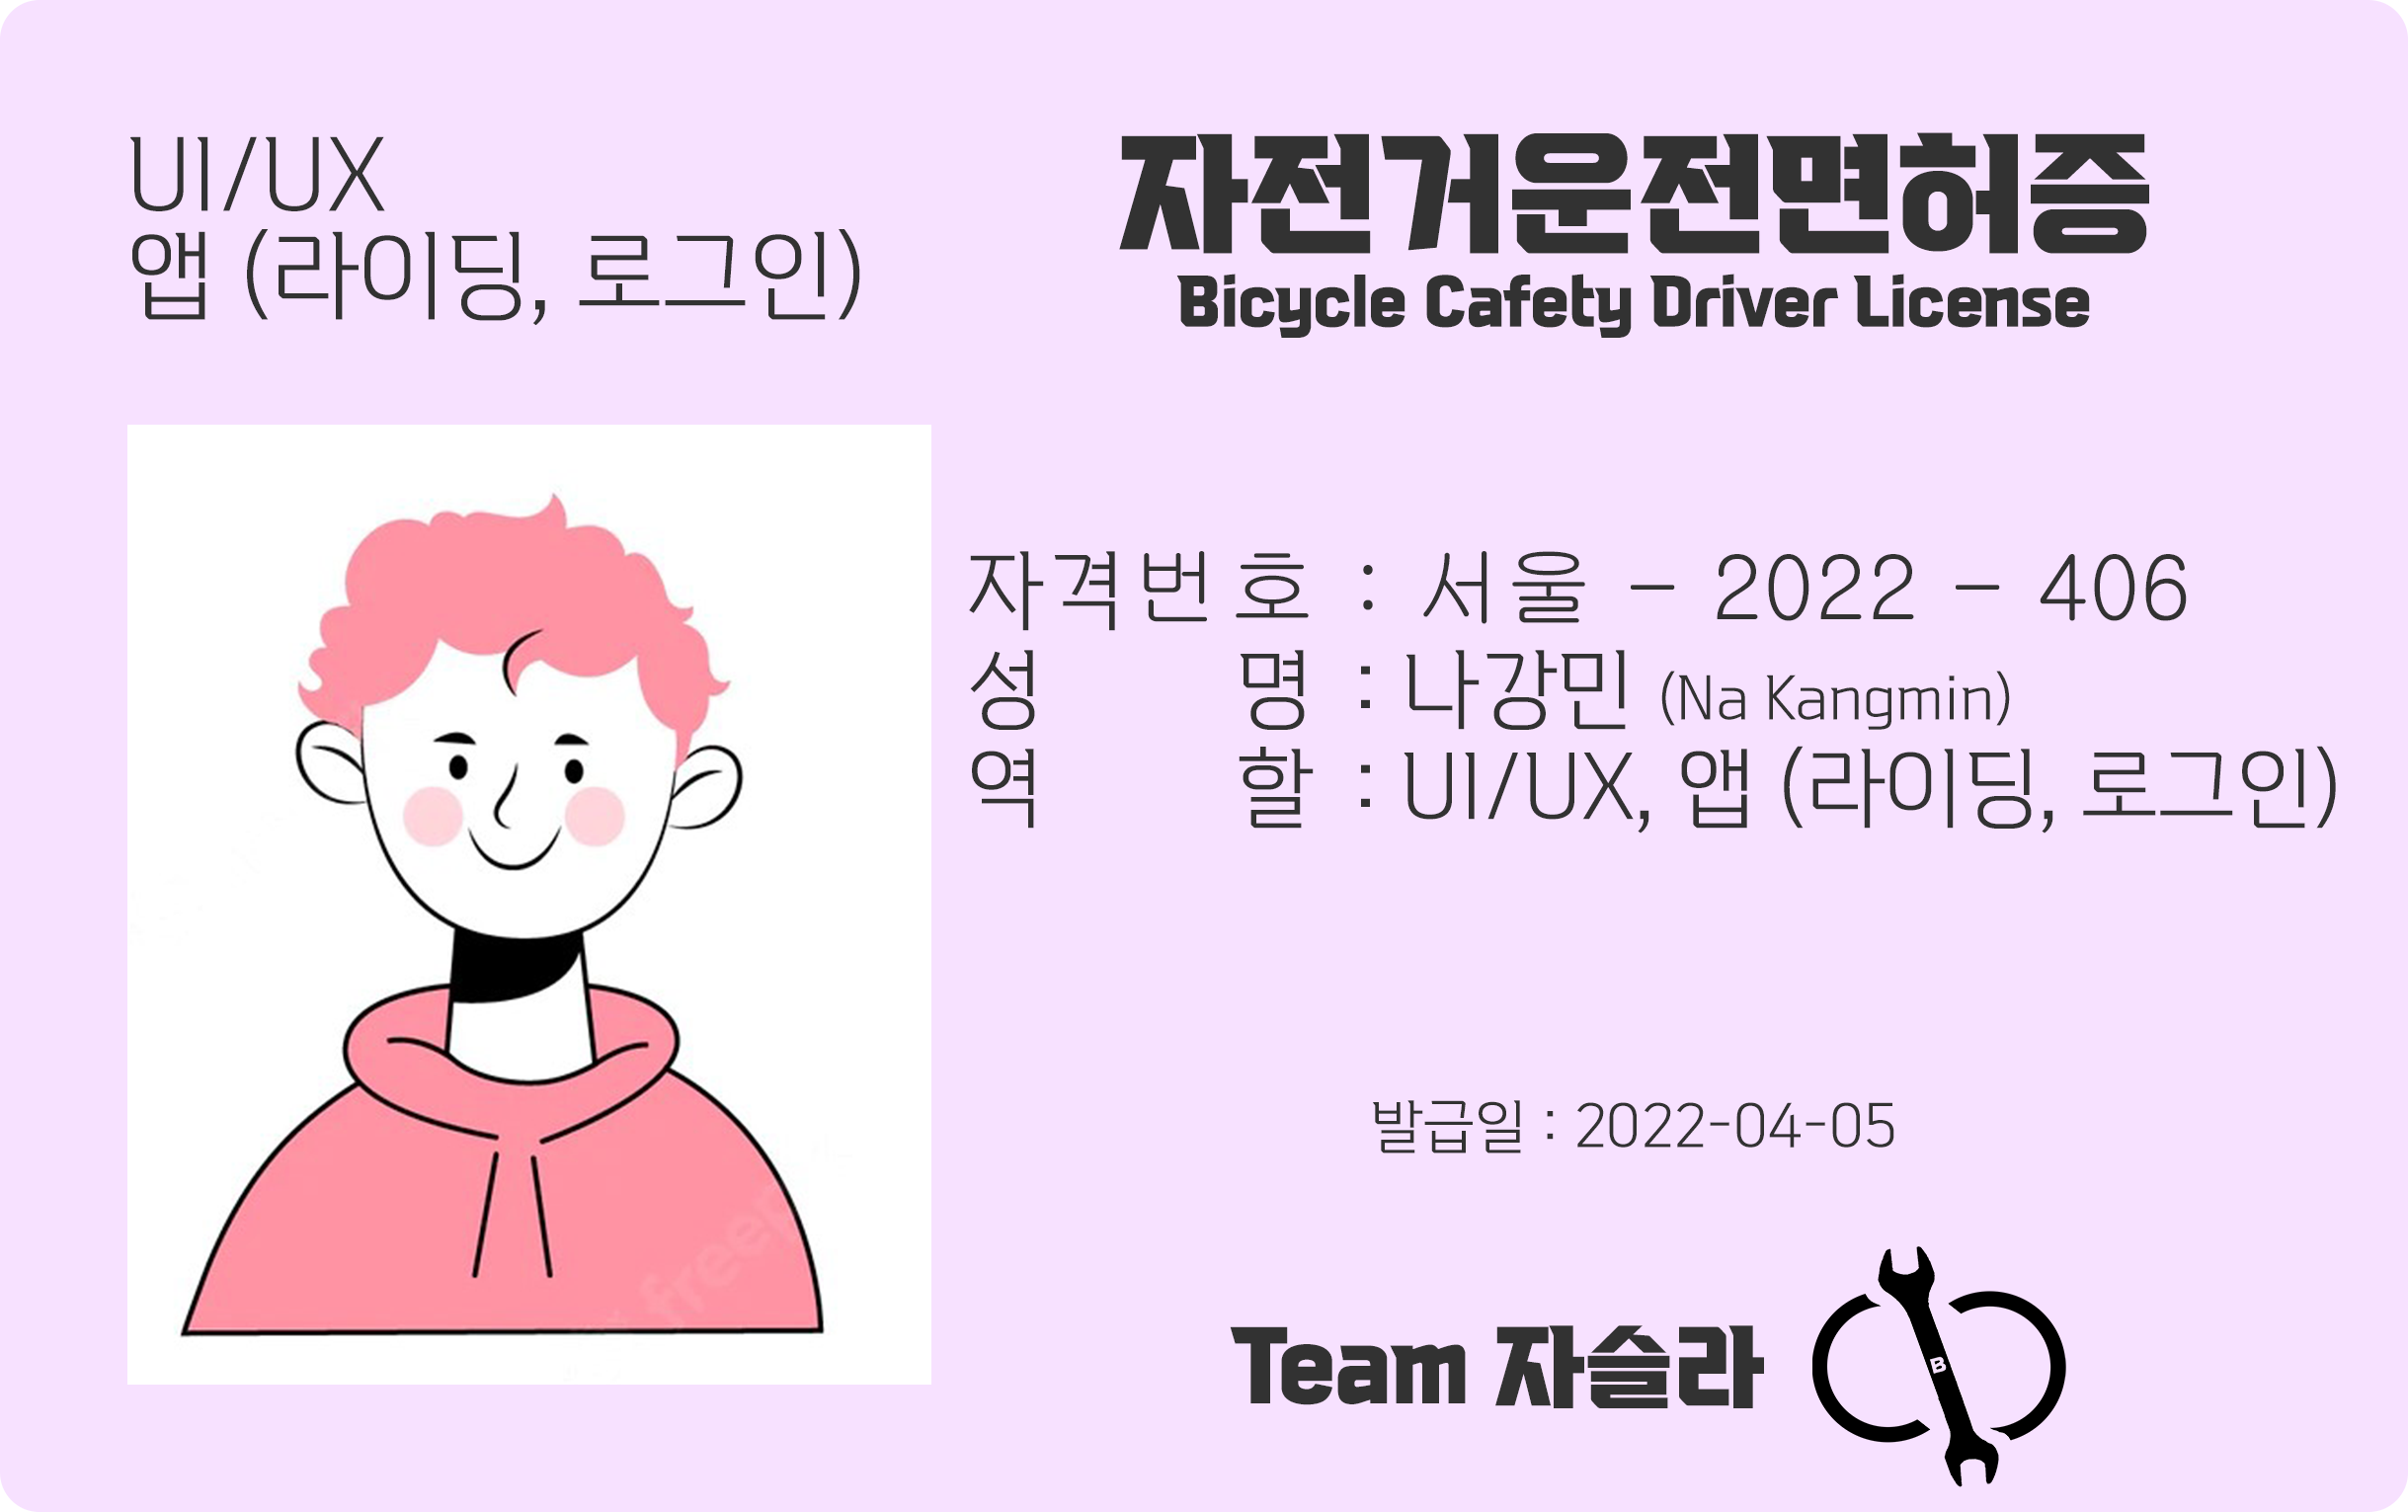 UI/UX
앱 (라이딩, 로그인)
자전거운전면허증
Bicycle Cafety Driver License
자격번호 : 서울 - 2022 - 406
성 명 : 나강민 (Na Kangmin)
역 할 : UI/UX, 앱 (라이딩, 로그인)
발급일 : 2022-04-05
Team 자슬라
B